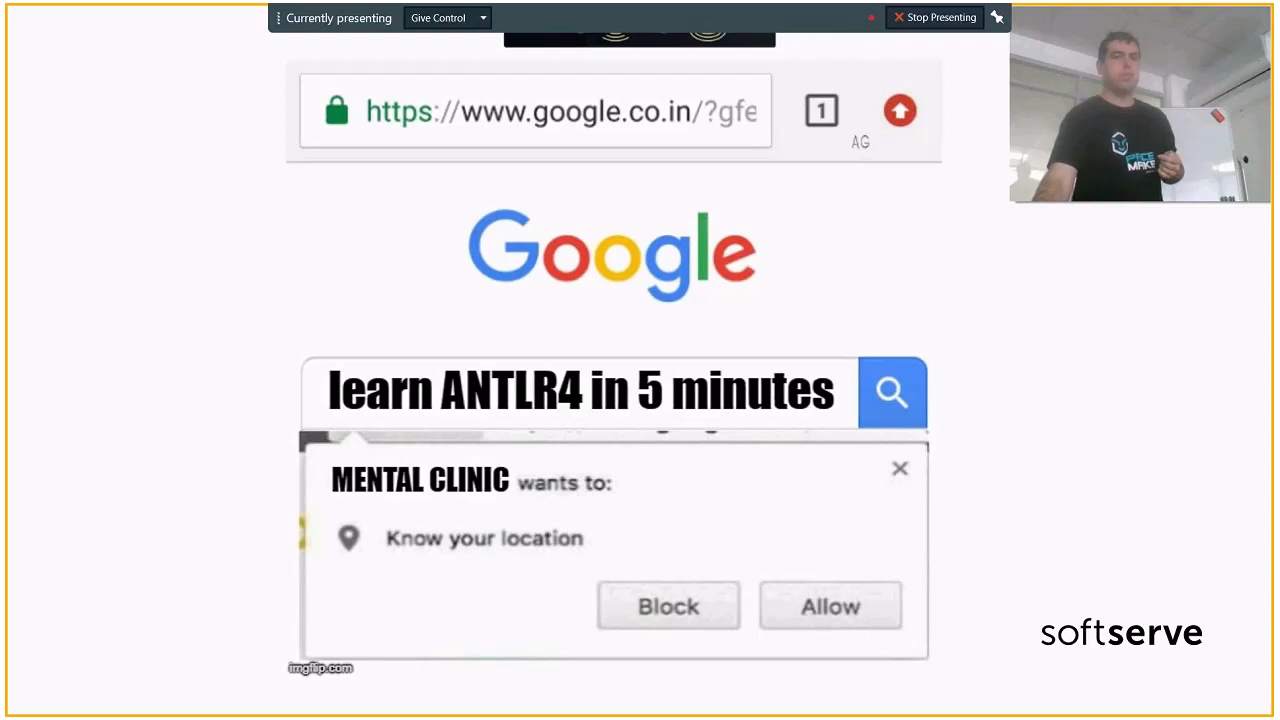 Currently presenting
Give Control
Stop Presenting
https://www.google.co.in/?gfe
1
AG
Google
learn ANTLR4 in 5 minutes
MENTAL CLINIC wants to:
Know your location
Block
Allow
softserve
imgflip.com